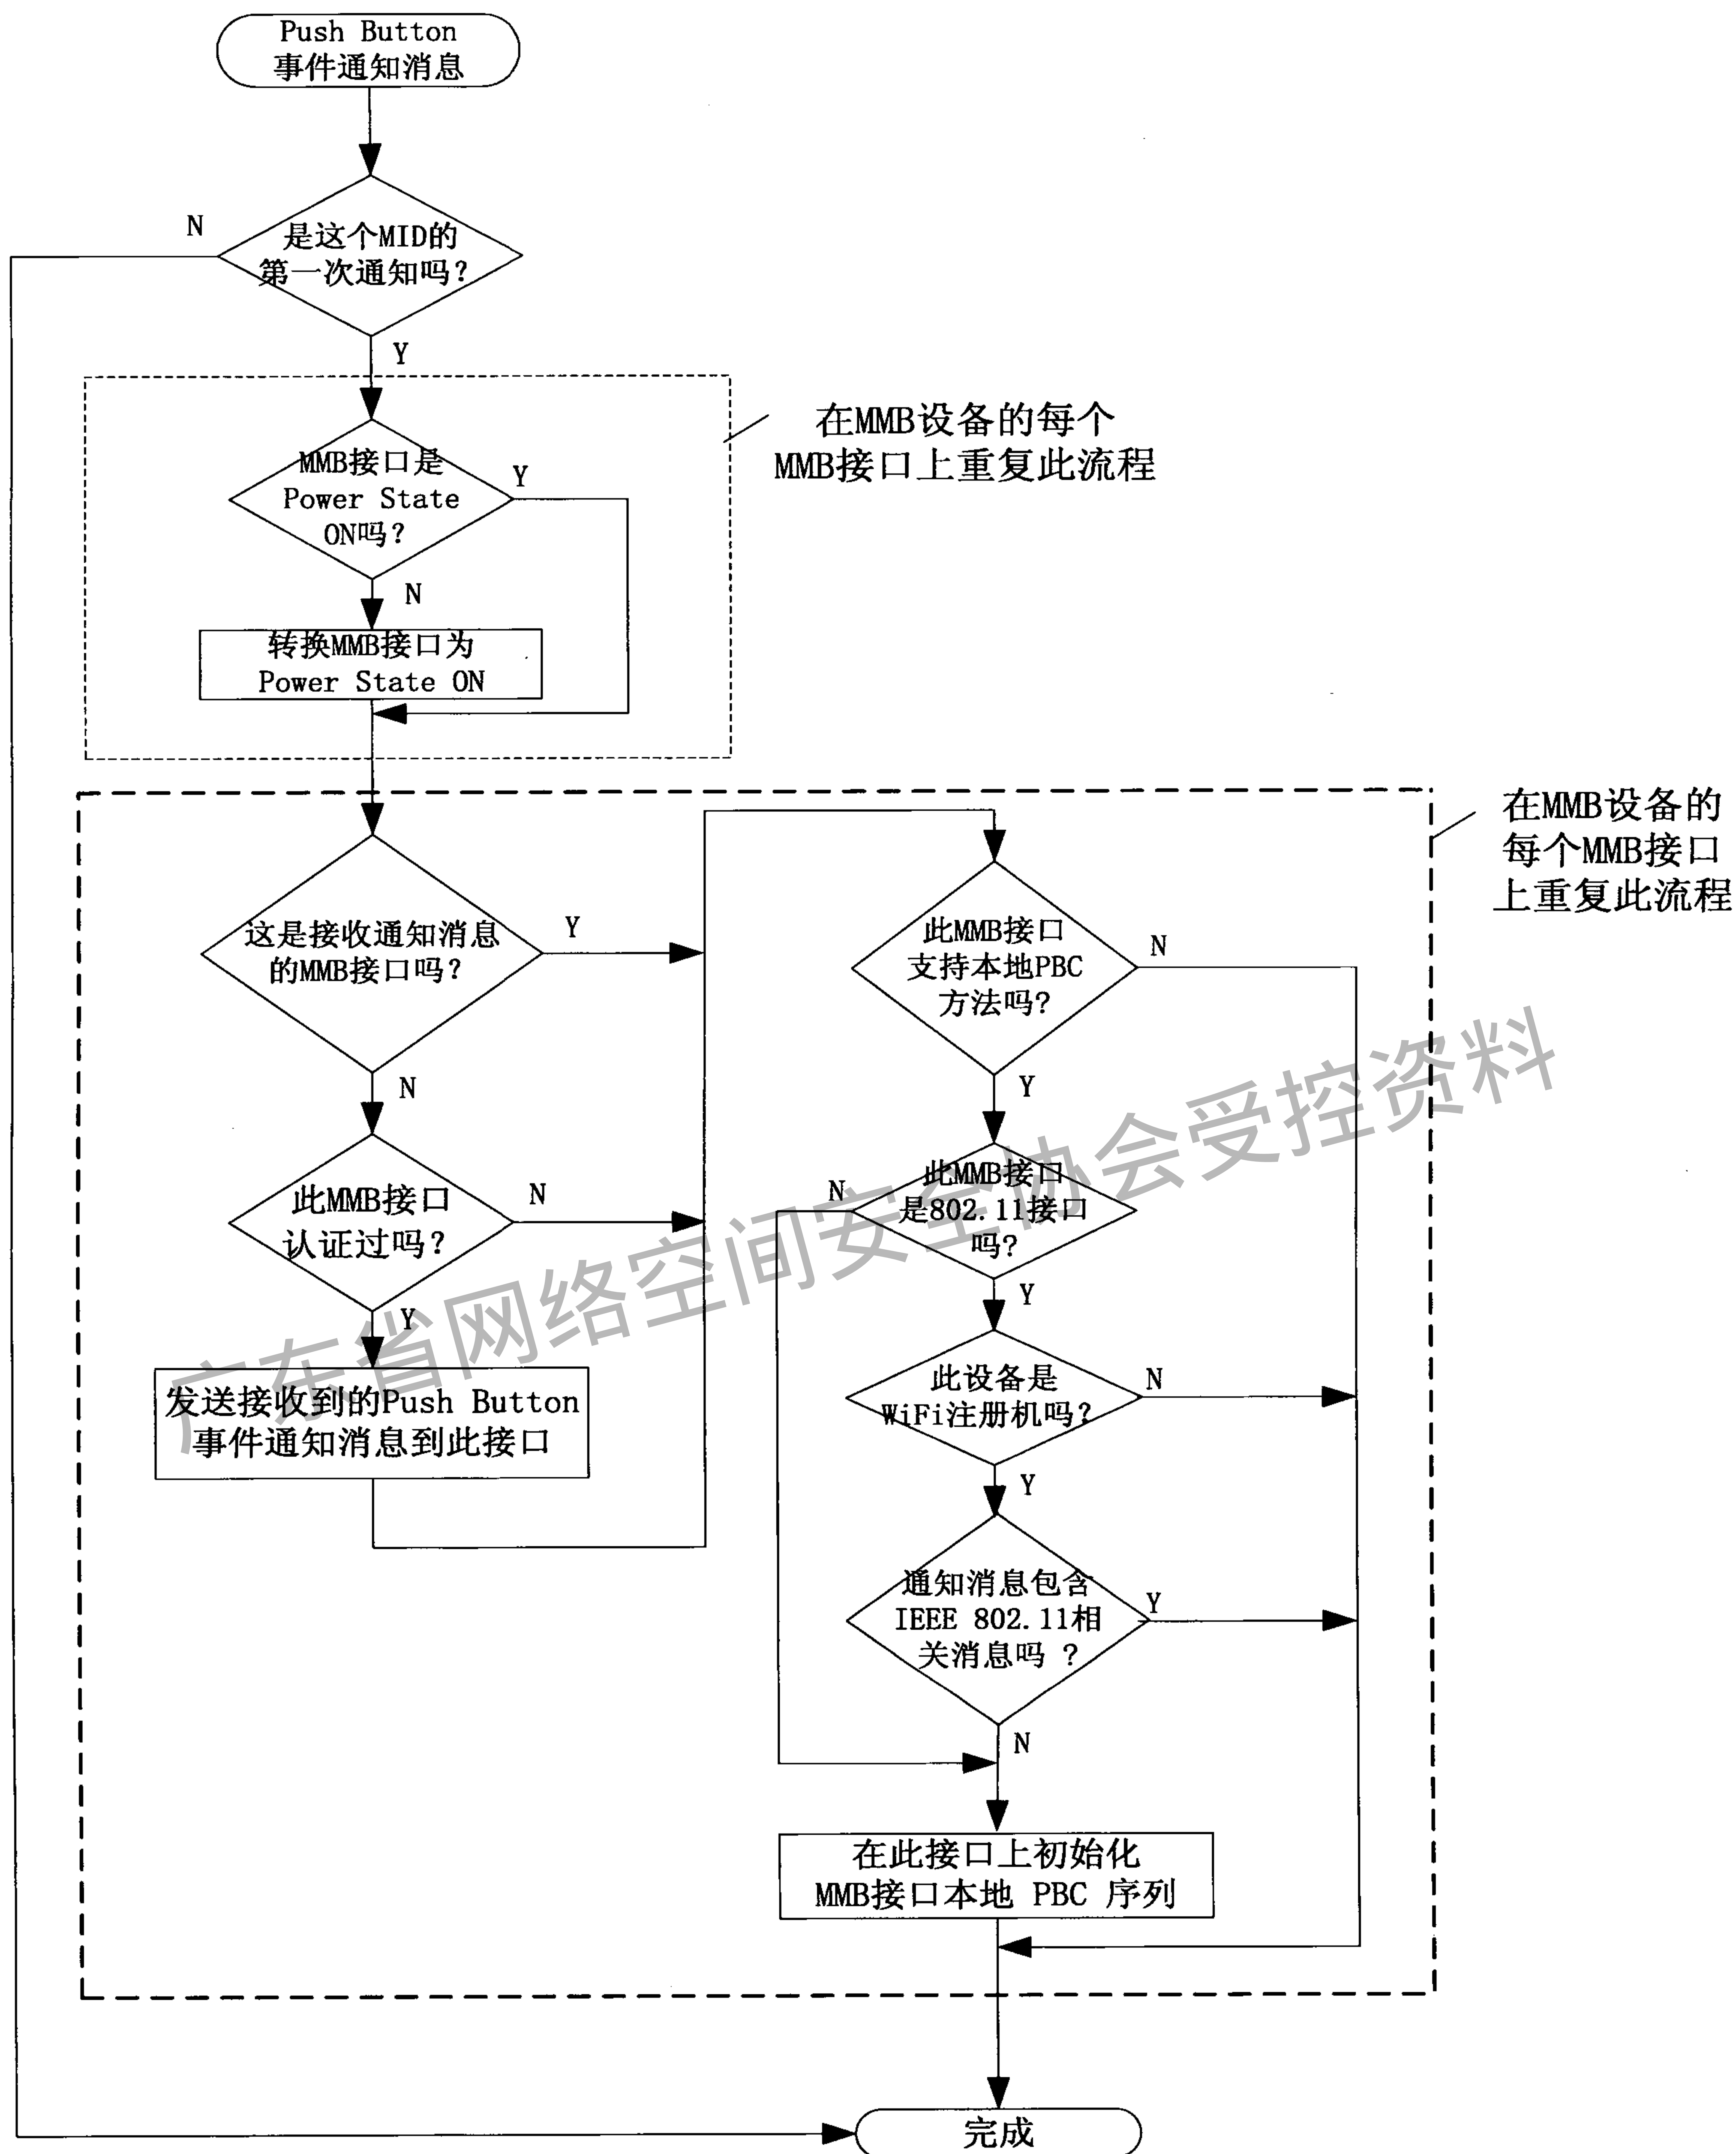 Push Button
事件通知消息
是这个MID的
第一次通知吗?
N
Y
在MMB设备的每个
MMB接口上重复此流程
MMB接口是
Power State
ON吗?
Y
N
转换MMB接口为
Power State ON
在MMB设备的
每个MMB接口
上重复此流程
这是接收通知消息
的MMB接口吗?
Y
N
此MMB接口
认证过吗?
N
Y
发送接收到的Push Button
事件通知消息到此接口
此MMB接口
支持本地PBC
方法吗?
N
Y
此MMB接口
是802.11接口
吗?
N
Y
此设备是
WiFi注册机吗?
N
Y
通知消息包含
IEEE 802.11相
关消息吗 ?
Y
N
在此接口上初始化
MMB接口本地 PBC 序列
完成
广东省网络空间安全协会受控资料